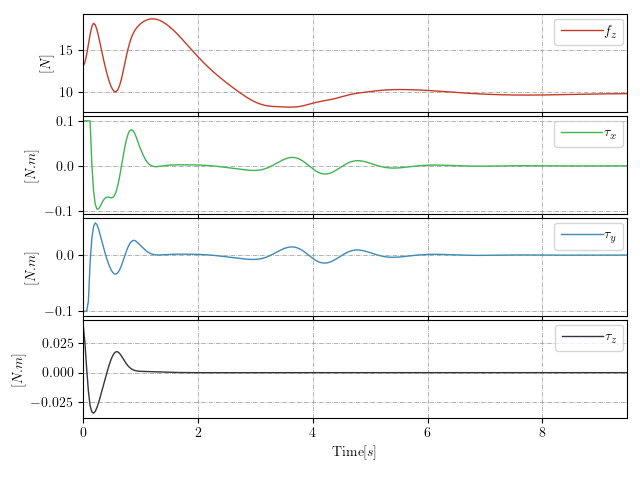 15
10
[N]
f_z
0.1
0.0
−0.1
[N.m]
τ_x
0.0
−0.1
[N.m]
τ_y
0.025
0.000
−0.025
[N.m]
τ_z
0 2 4 6 8
Time[s]